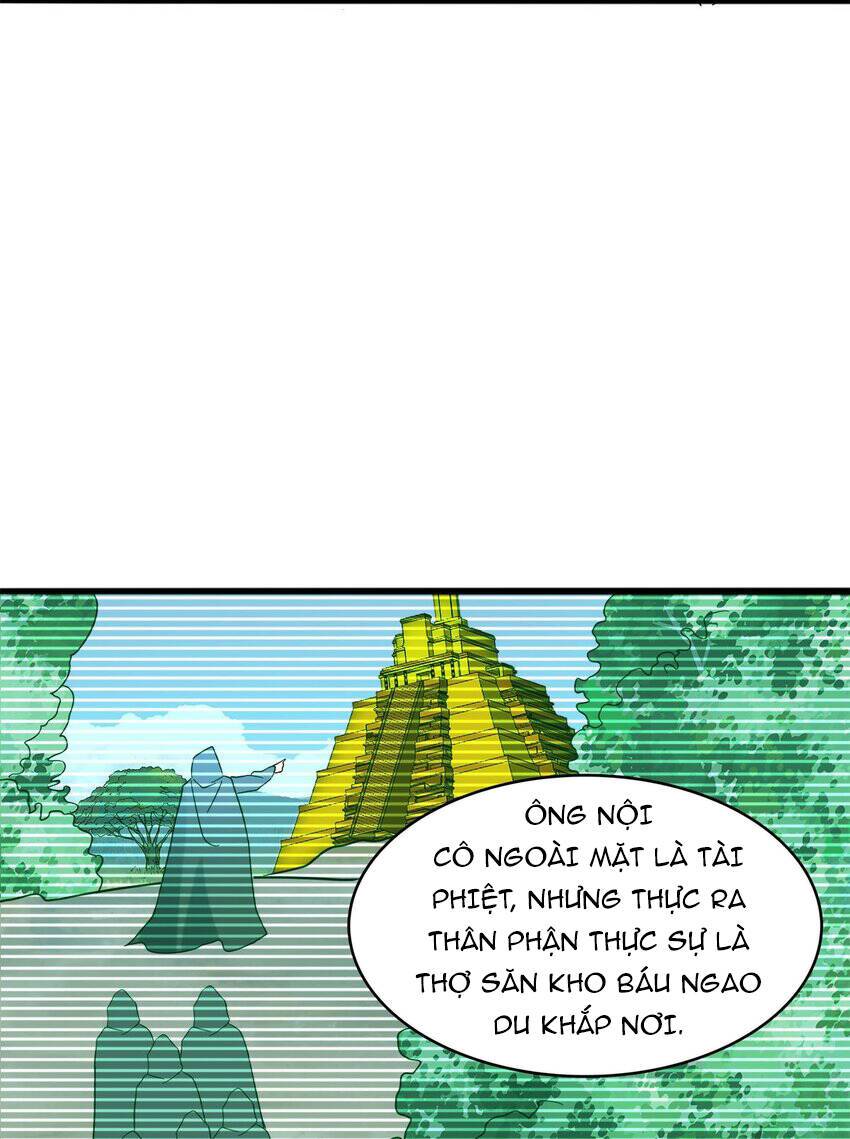 ÔNG NỘI
CÔ NGOÀI MẶT LÀ TÀI
PHIỆT, NHƯNG THỰC RA
THÂN PHẬN THỰC SỰ LÀ
THỢ SĂN KHO BÁU NGAO
DU KHẮP NƠI.